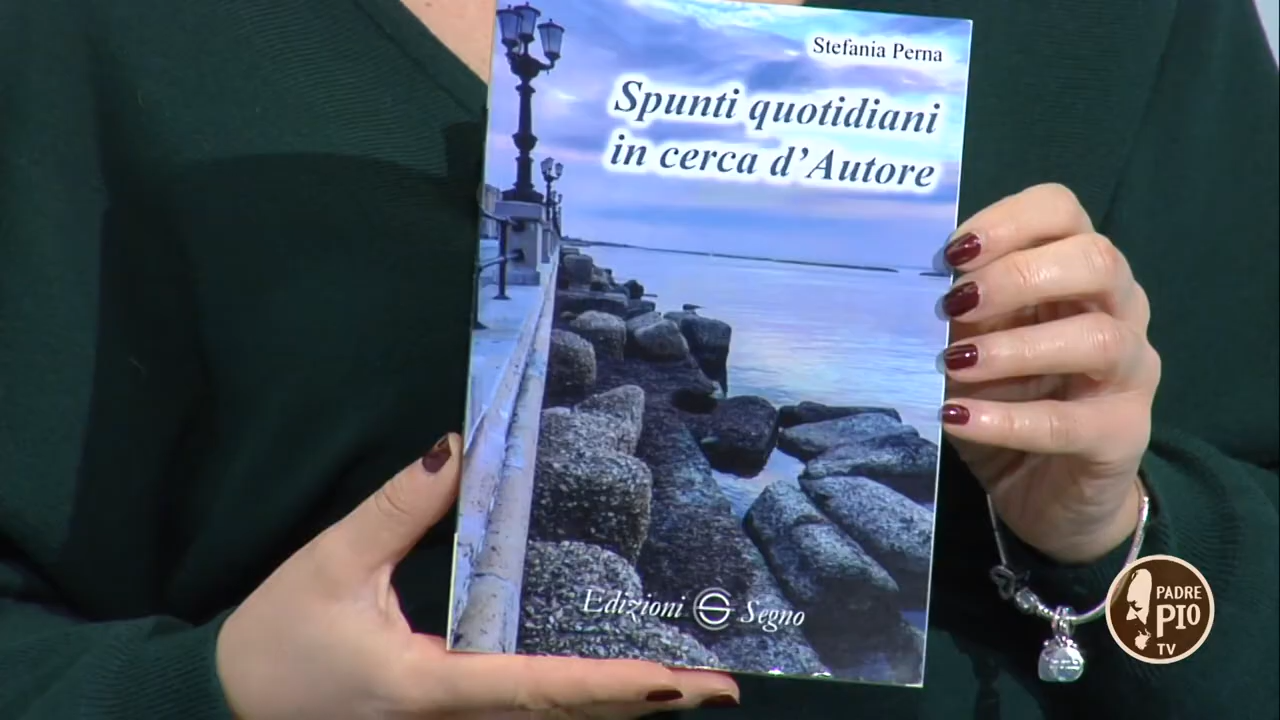 Stefania Perna
Spunti quotidiani
in cerca d'Autore
Edizioni S Segno
PADRE
PIO
TV